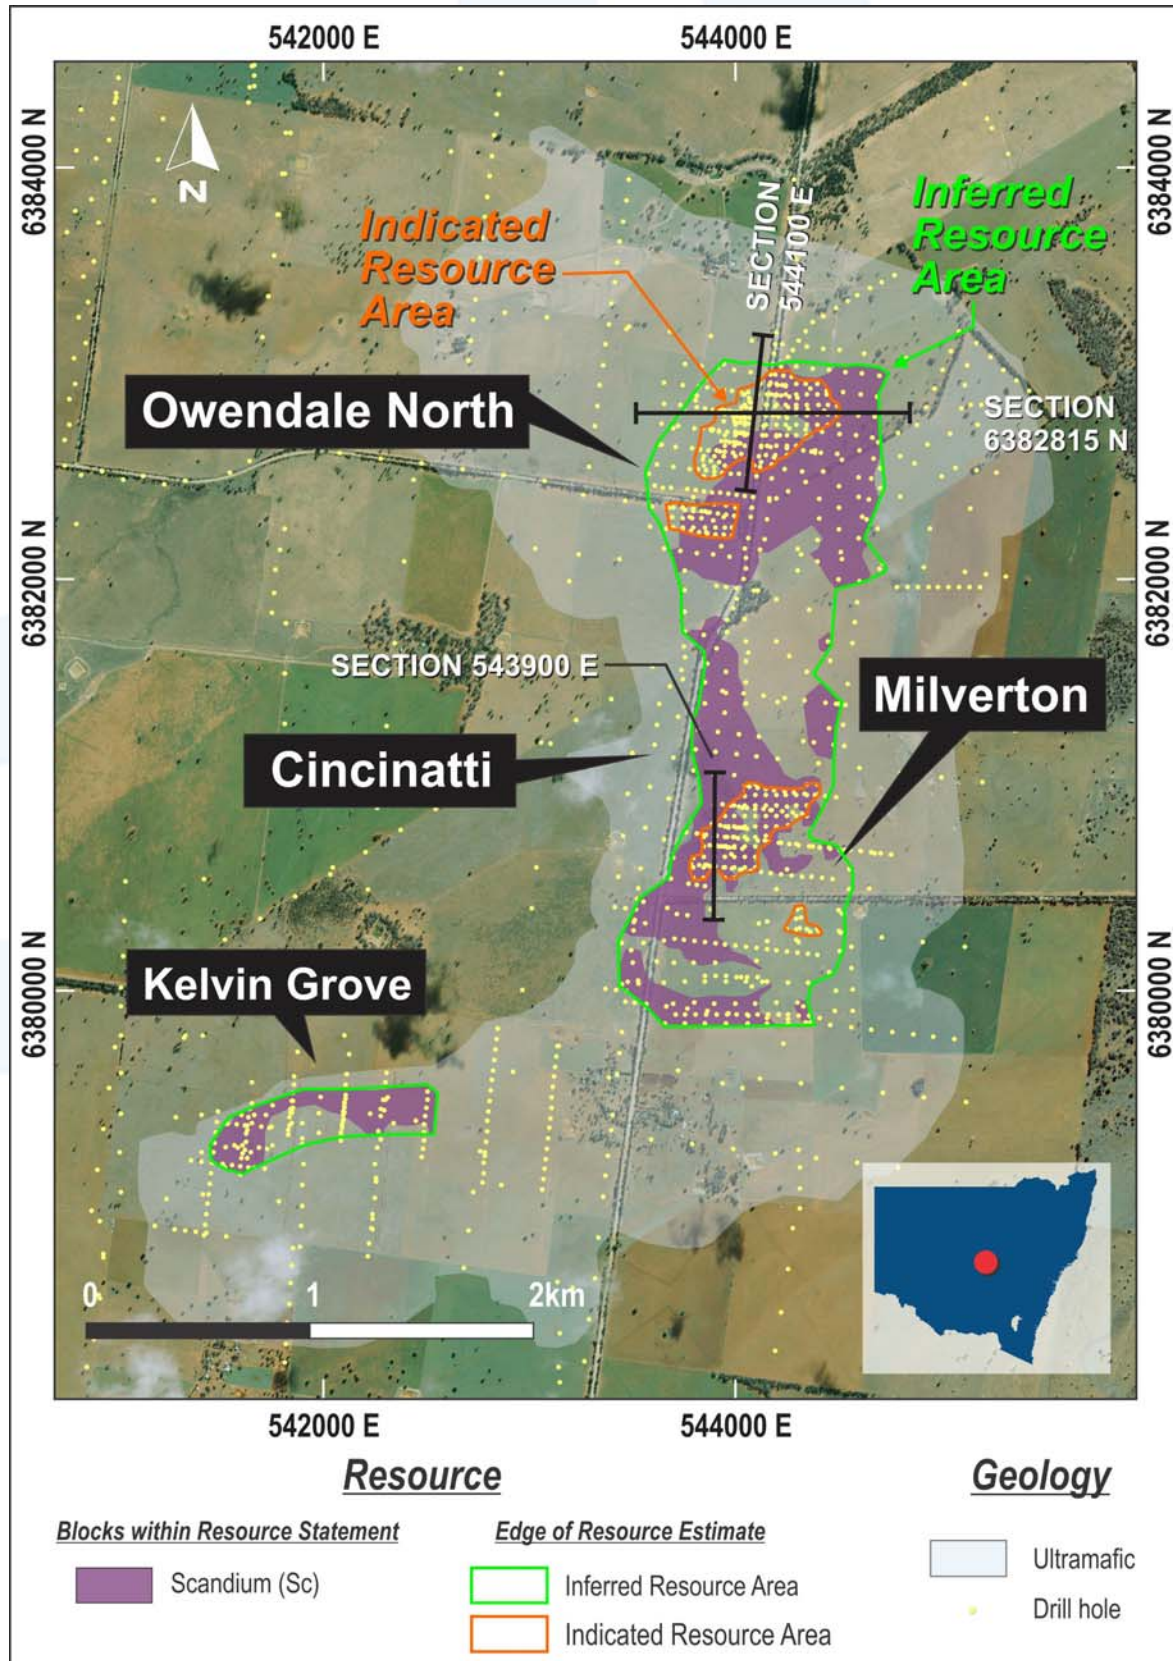 542000 E
544000 E
6384000 N
6384000 N
N
SECTION
544100 E
Inferred
Resource
Area
Indicated
Resource
Area
Owendale North
SECTION
6382815 N
6382000 N
6382000 N
SECTION 543900 E
Milverton
Cincinatti
Kelvin Grove
6380000 N
6380000 N
0 1 2km
542000 E
544000 E
Resource
Geology
Blocks within Resource Statement
Edge of Resource Estimate
Scandium (Sc)
Inferred Resource Area
Indicated Resource Area
Ultramafic
Drill hole